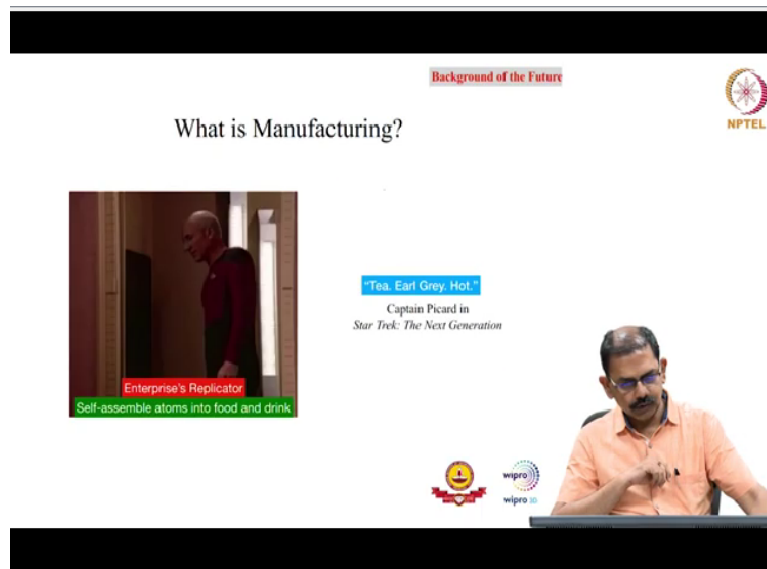 Background of the Future
NPTEL
What is Manufacturing?
“Tea. Earl Grey. Hot.”
Captain Picard in
Star Trek: The Next Generation
Enterprise's Replicator
Self-assemble atoms into food and drink
wipro
wipro 3D